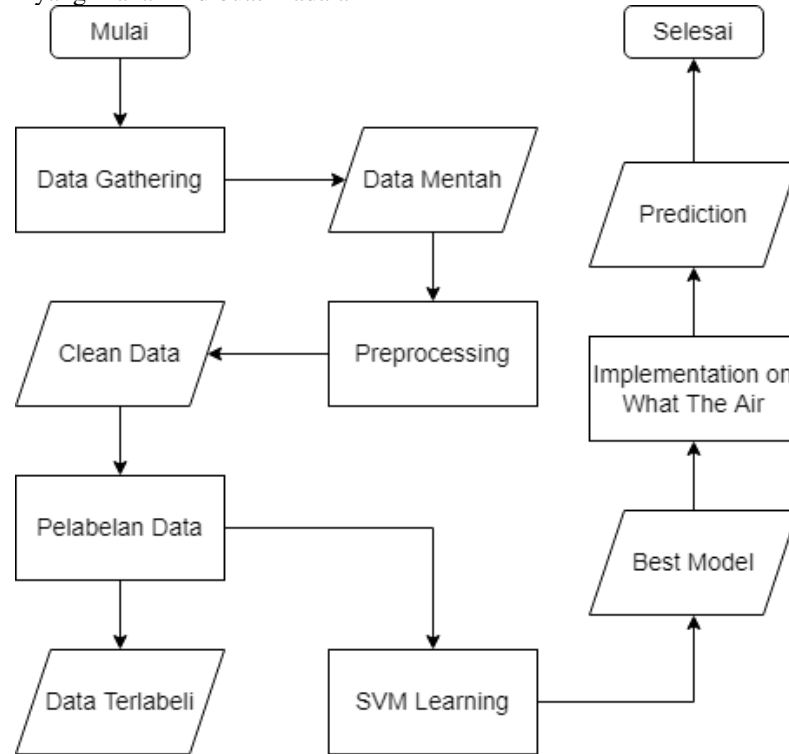 Mulai
Selesai
Data Gathering
Data Mentah
Prediction
Clean Data
Preprocessing
Implementation on
What The Air
Pelabelan Data
Best Model
Data Terlabeli
SVM Learning